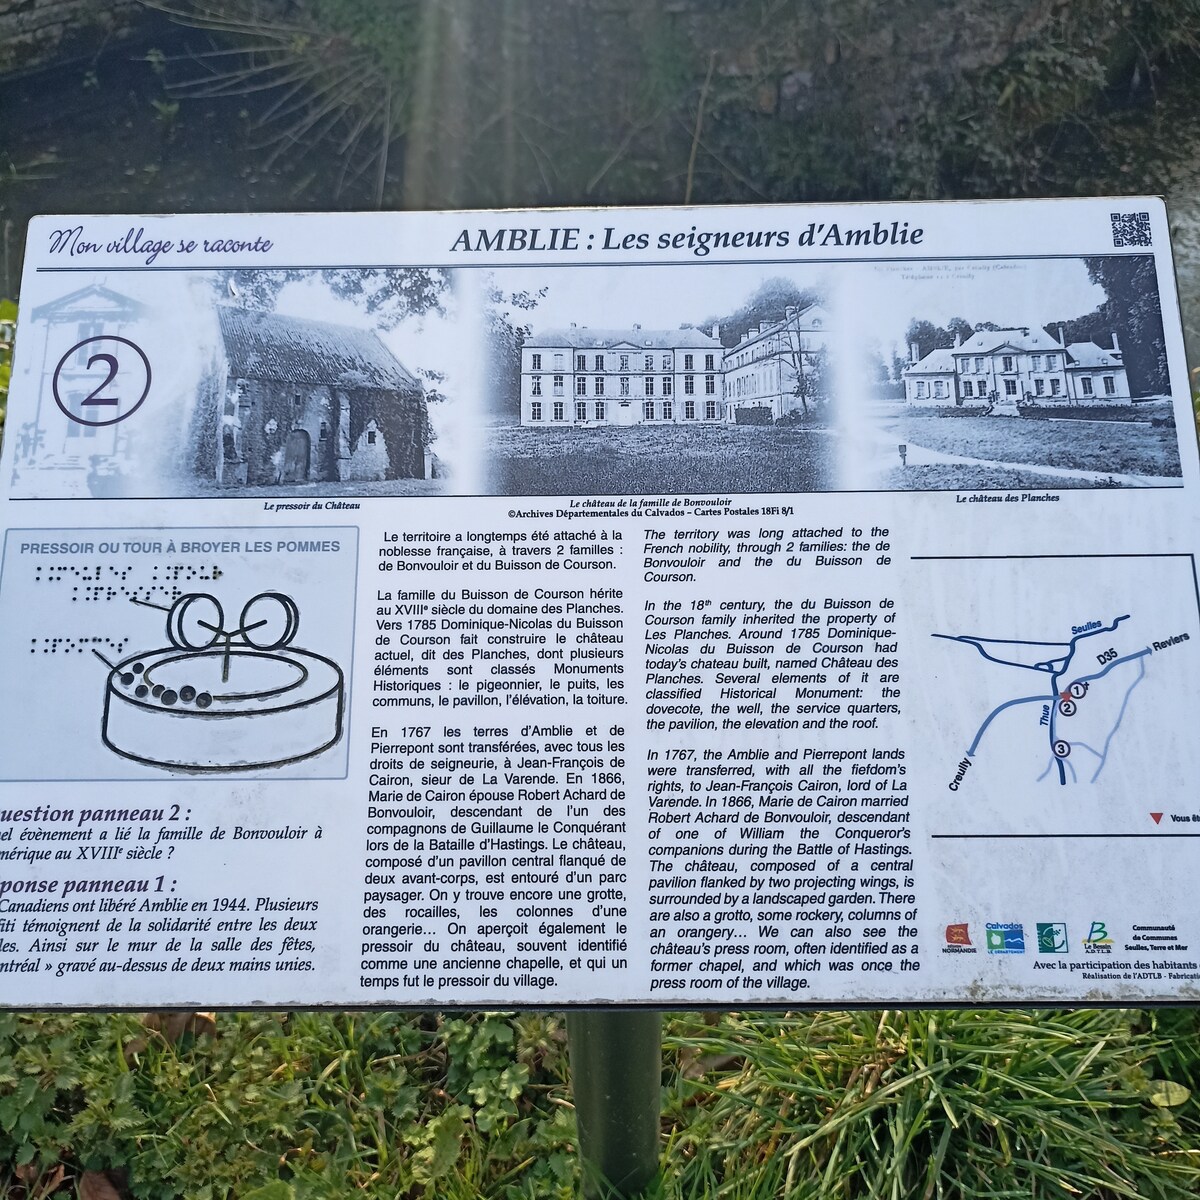 Mon village se raconte
AMBLIE : Les seigneurs d'Amblie
2
Le pressoir du Château
Le château de la famille de Bonvouloir
©Archives Départementales du Calvados – Cartes Postales 18Fi 8/1
Le château des Planches
PRESSOIR OU TOUR À BROYER LES POMMES
uestion panneau 2 :
el évènement a lié la famille de Bonvouloir à
mérique au XVIIIe siècle ?
ponse panneau 1 :
Canadiens ont libéré Amblie en 1944. Plusieurs
iti témoignent de la solidarité entre les deux
les. Ainsi sur le mur de la salle des fêtes,
ntréal » gravé au-dessus de deux mains unies.
Le territoire a longtemps été attaché à la
noblesse française, à travers 2 familles :
de Bonvouloir et du Buisson de Courson.
La famille du Buisson de Courson hérite
au XVIIIe siècle du domaine des Planches.
Vers 1785 Dominique-Nicolas du Buisson
de Courson fait construire le château
actuel, dit des Planches, dont plusieurs
éléments sont classés Monuments
Historiques : le pigeonnier, le puits, les
communs, le pavillon, l'élévation, la toiture.
En 1767 les terres d'Amblie et de
Pierrepont sont transférées, avec tous les
droits de seigneurie, à Jean-François de
Cairon, sieur de La Varende. En 1866,
Marie de Cairon épouse Robert Achard de
Bonvouloir, descendant de l'un des
compagnons de Guillaume le Conquérant
lors de la Bataille d'Hastings. Le château,
composé d'un pavillon central flanqué de
deux avant-corps, est entouré d'un parc
paysager. On y trouve encore une grotte,
des rocailles, les colonnes d'une
orangerie... On aperçoit également le
pressoir du château, souvent identifié
comme une ancienne chapelle, et qui un
temps fut le pressoir du village.
The territory was long attached to the
French nobility, through 2 families: the de
Bonvouloir and the du Buisson de
Courson.
In the 18th century, the du Buisson de
Courson family inherited the property of
Les Planches. Around 1785 Dominique-
Nicolas du Buisson de Courson had
today's chateau built, named Château des
Planches. Several elements of it are
classified Historical Monument: the
dovecote, the well, the service quarters,
the pavilion, the elevation and the roof.
In 1767, the Amblie and Pierrepont lands
were transferred, with all the fiefdom's
rights, to Jean-François Cairon, lord of La
Varende. In 1866, Marie de Cairon married
Robert Achard de Bonvouloir, descendant
of one of William the Conqueror's
companions during the Battle of Hastings.
The château, composed of a central
pavilion flanked by two projecting wings, is
surrounded by a landscaped garden. There
are also a grotto, some rockery, columns of
an orangery... We can also see the
château's press room, often identified as a
former chapel, and which was once the
press room of the village.
Seulles
D35
Reviers
1
2
Thue
3
Creully
Vous êt
NORMANDIE
Calvados
Le Bessin
A.D.T.L.B.
Communauté
de Communes
Seulles, Terre et Mer
Avec la participation des habitants
Réalisation de l'ADTLB - Fabricatio